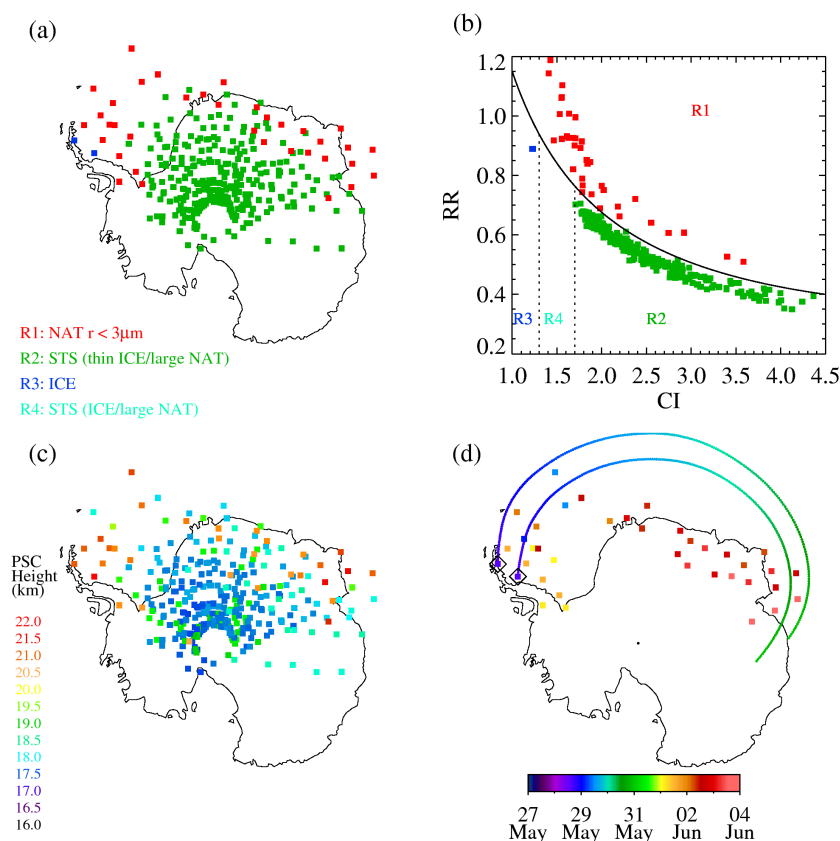 (a)
R1: NAT r < 3μm
R2: STS (thin ICE/large NAT)
R3: ICE
R4: STS (ICE/large NAT)
(b)
1.2
1.0
0.8
0.6
0.4
0.2
RR
R1
R3
R4
R2
1.0
1.5
2.0
2.5
3.0
3.5
4.0
4.5
CI
(c)
PSC
Height
(km)
22.0
21.5
21.0
20.5
20.0
19.5
19.0
18.5
18.0
17.5
17.0
16.5
16.0
(d)
27 29 31 02 04
May May May Jun Jun